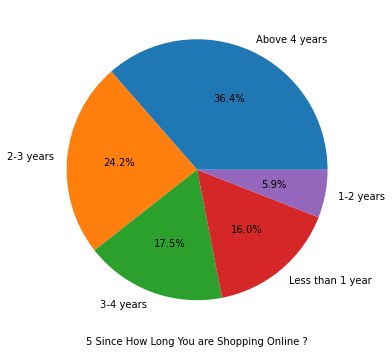 Above 4 years
36.4%
2-3 years
24.2%
5.9%
1-2 years
16.0%
17.5%
Less than 1 year
3-4 years
5 Since How Long You are Shopping Online ?